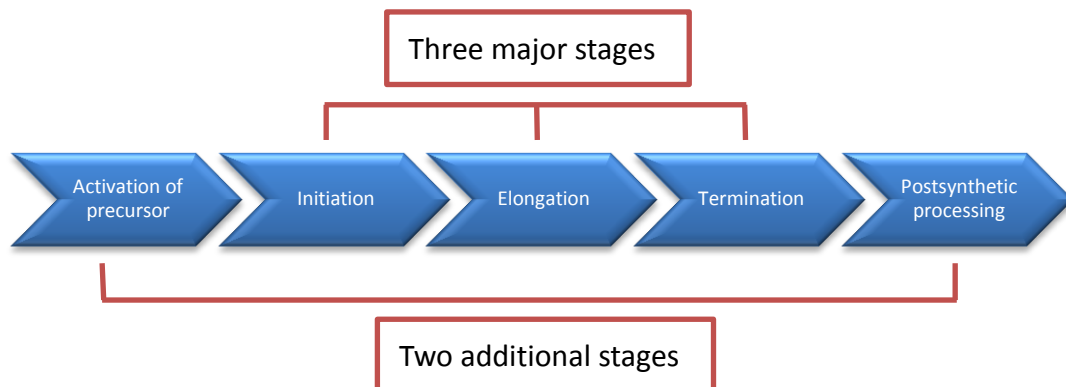 Three major stages
Activation of
precursor
Initiation
Elongation
Termination
Postsynthetic
processing
Two additional stages